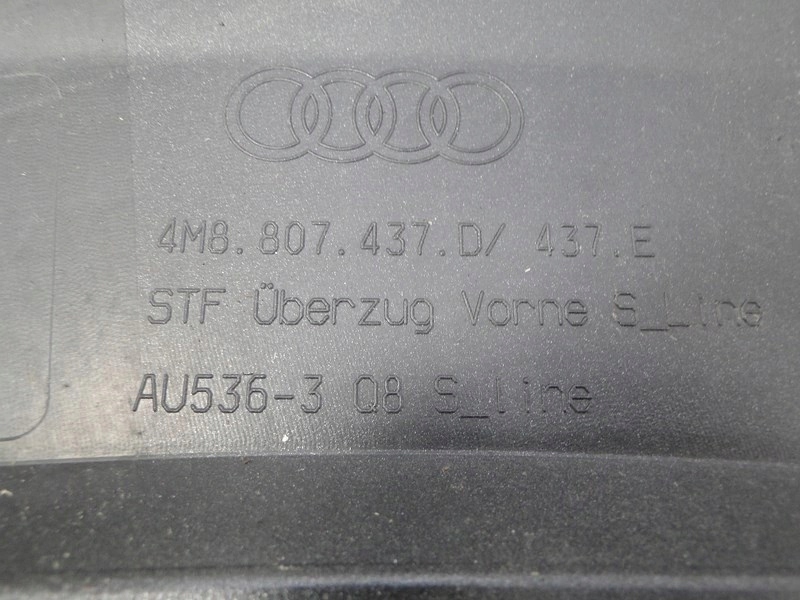 4M8.807.437.D/ 437.E
STF Überzug Vorne S_Line
AU536-3 Q8 S_line